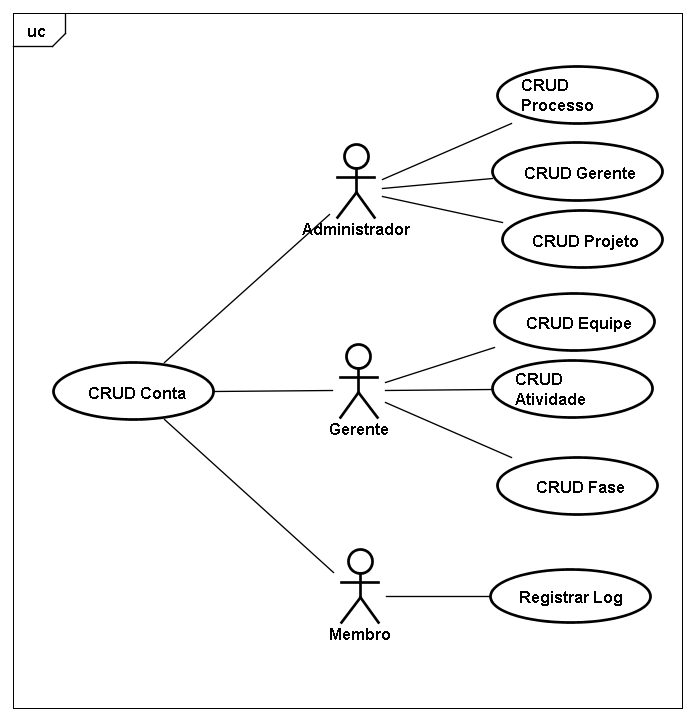 uc
CRUD
Processo
CRUD Gerente
Administrador
CRUD Projeto
CRUD Equipe
CRUD Conta
CRUD
Atividade
Gerente
CRUD Fase
Registrar Log
Membro